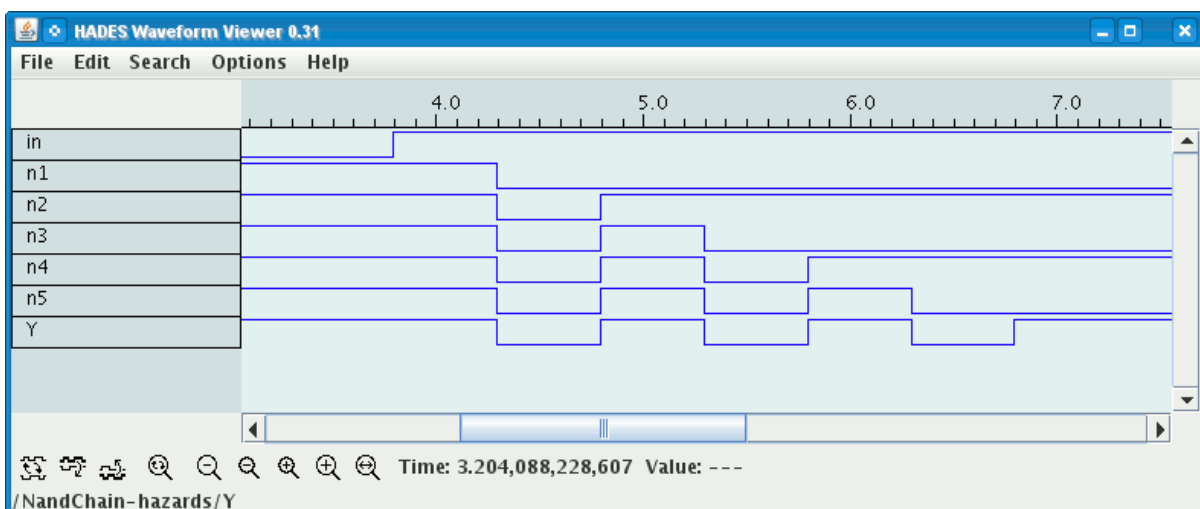 HADES Waveform Viewer 0.31
File Edit Search Options Help
4.0 5.0 6.0 7.0
in
n1
n2
n3
n4
n5
Y
Time: 3.204,088,228,607 Value: ---
/NandChain-hazards/Y